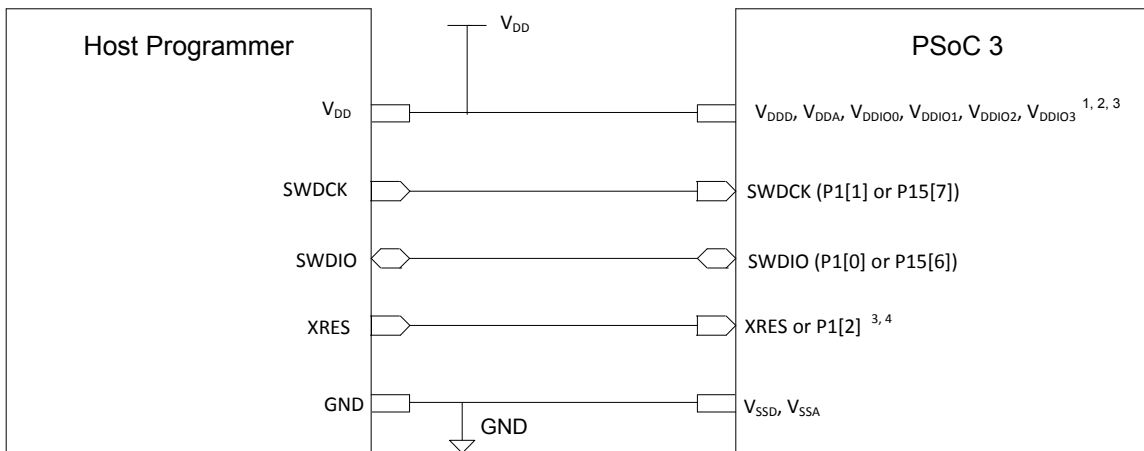 V_DD
Host Programmer
PSoC 3
V_DD
V_DDD, V_DDA, V_DDIO0, V_DDIO1, V_DDIO2, V_DDIO3 1, 2, 3
SWDCK
SWDCK (P1[1] or P15[7])
SWDIO
SWDIO (P1[0] or P15[6])
XRES
XRES or P1[2] 3, 4
GND
V_SSD, V_SSA
GND